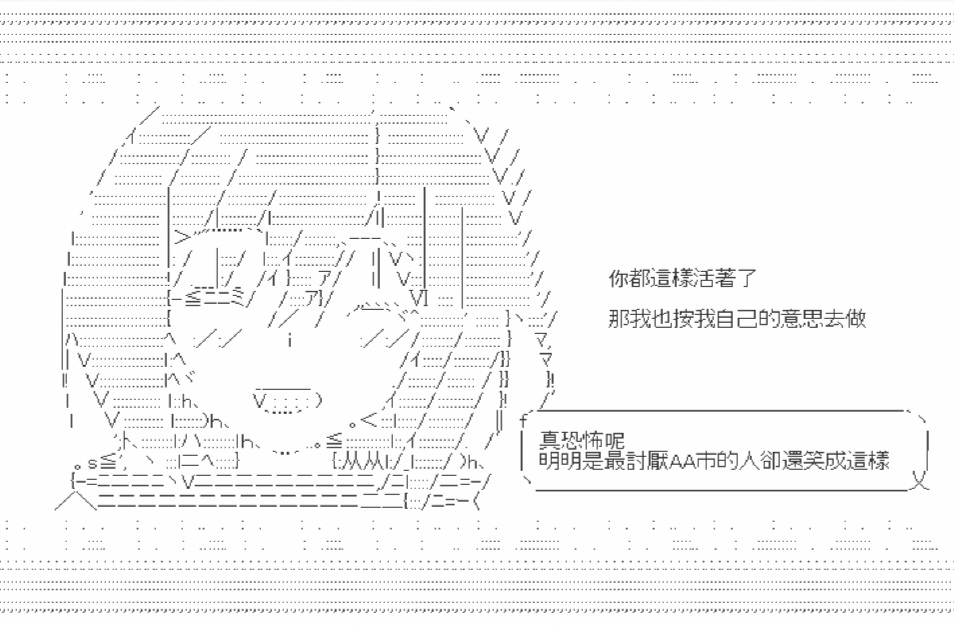 你都這樣活著了
那我也按我自己的意思去做
真恐怖呢
明明是最討厭AA市的人卻還笑成這樣